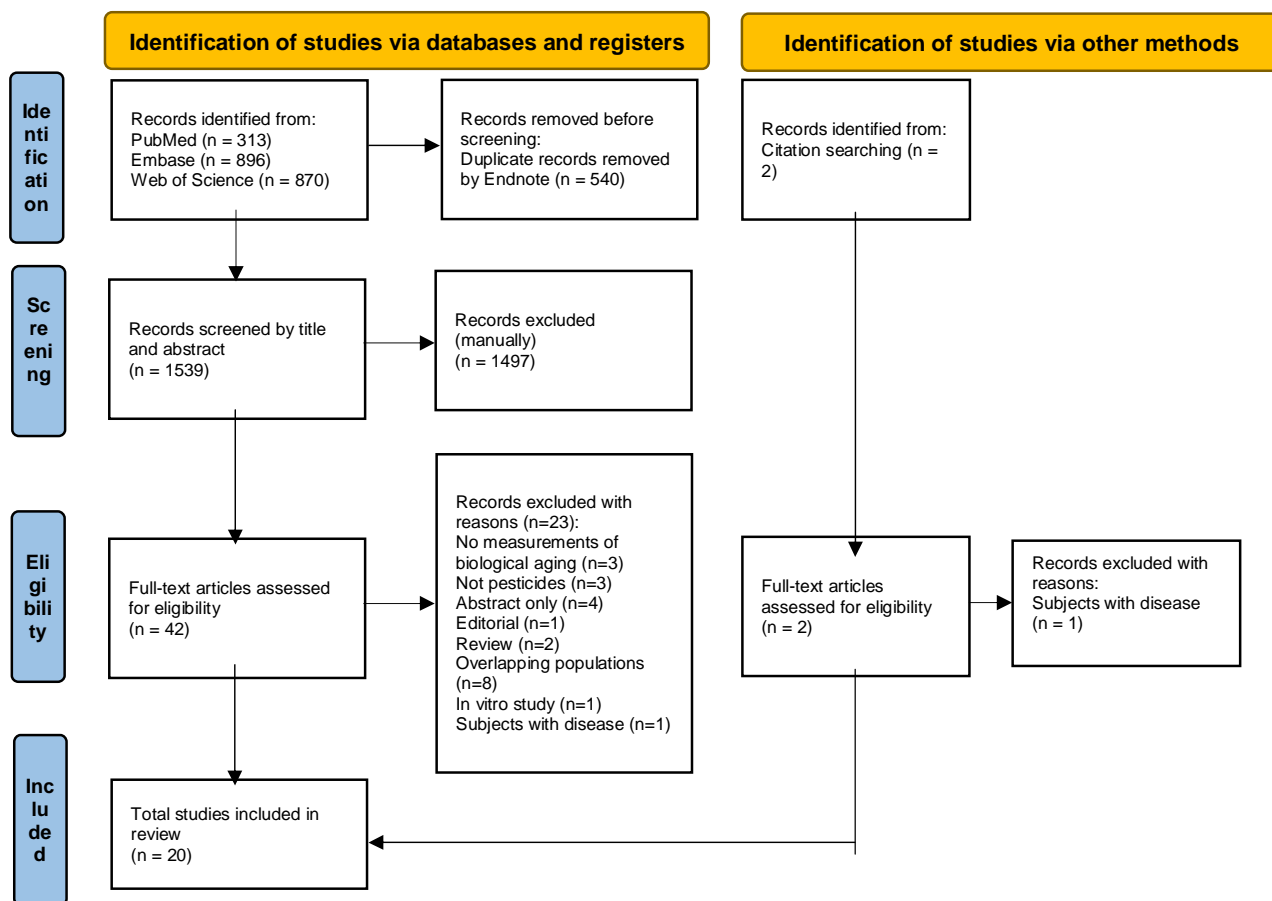 Identification of studies via databases and registers
Identification of studies via other methods
Ide
nti
fic
ati
on
Records identified from:
PubMed (n = 313)
Embase (n = 896)
Web of Science (n = 870)
Records removed before
screening:
Duplicate records removed
by Endnote (n = 540)
Records identified from:
Citation searching (n =
2)
Sc
re
eni
ng
Records screened by title
and abstract
(n = 1539)
Records excluded
(manually)
(n = 1497)
Eli
gi
bili
ty
Full-text articles assessed
for eligibility
(n = 42)
Records excluded with
reasons (n=23):
No measurements of
biological aging (n=3)
Not pesticides (n=3)
Abstract only (n=4)
Editorial (n=1)
Review (n=2)
Overlapping populations
(n=8)
In vitro study (n=1)
Subjects with disease (n=1)
Full-text articles
assessed for eligibility
(n = 2)
Records excluded with
reasons:
Subjects with disease
(n = 1)
Inc
lu
de
d
Total studies included in
review
(n = 20)